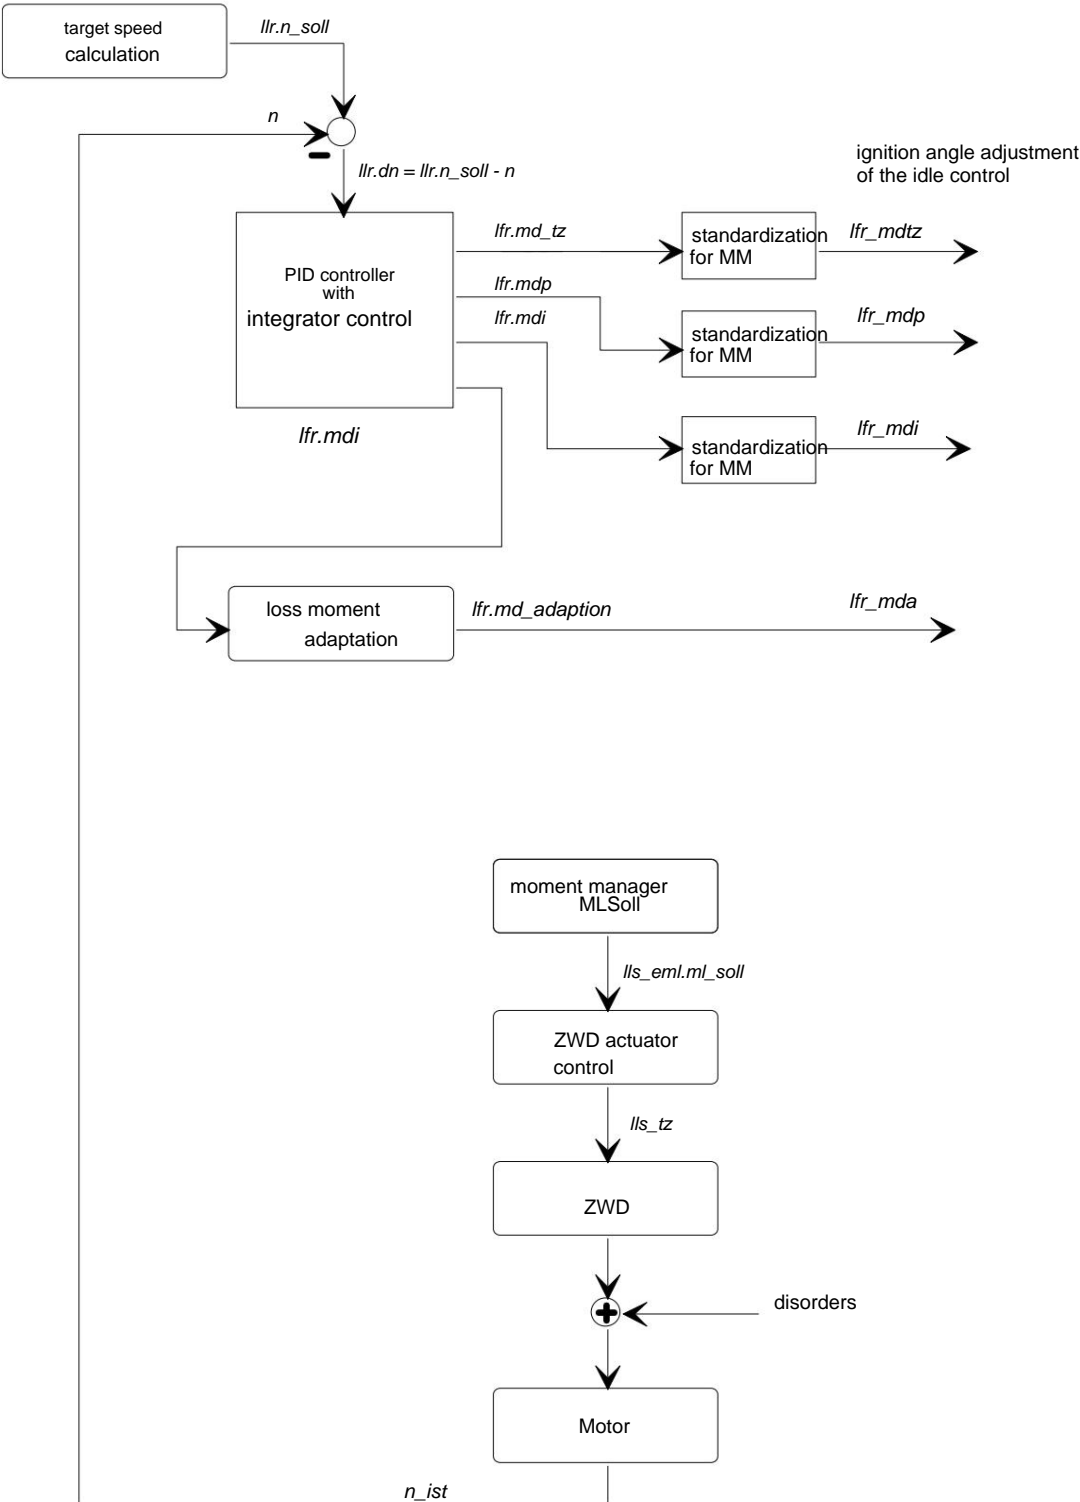 target speed
calculation
llr.n_soll
n
llr.dn = llr.n_soll - n
ignition angle adjustment
of the idle control
PID controller
with
integrator control
lfr.md_tz
lfr.mdp
lfr.mdi
standardization
for MM
lfr_mdtz
standardization
for MM
lfr_mdp
standardization
for MM
lfr_mdi
lfr.mdi
loss moment
adaptation
lfr.md_adaption
lfr_mda
moment manager
MLSoll
lls_eml.ml_soll
ZWD actuator
control
lls_tz
ZWD
disorders
Motor
n_ist